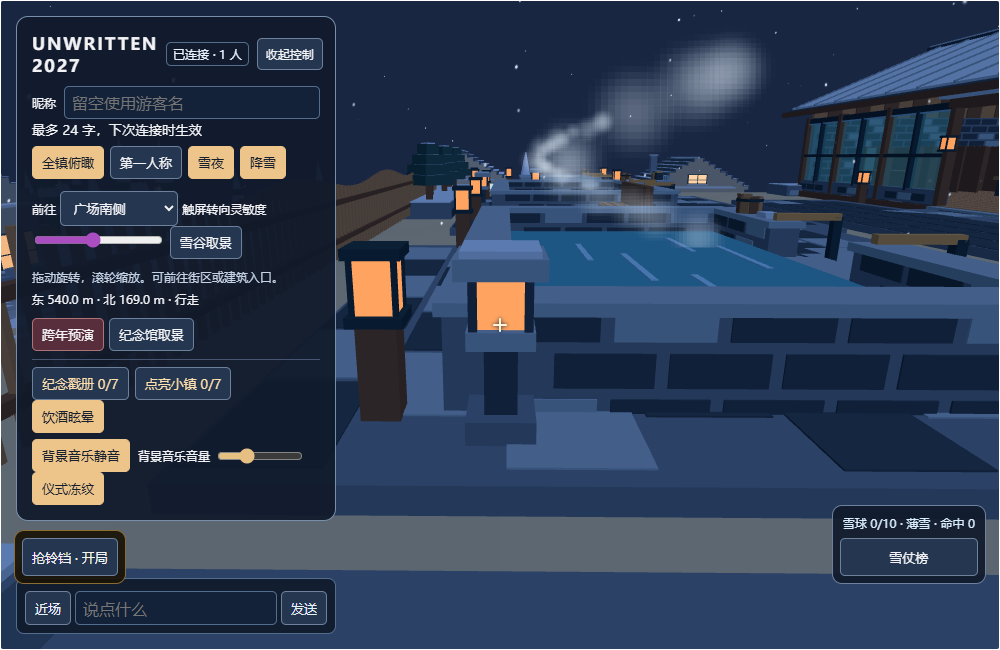 UNWRITTEN 2027
已连接 · 1 人
收起控制
昵称
留空使用游客名
最多 24 字，下次连接时生效
全镇俯瞰
第一人称
雪夜
降雪
前往
广场南侧
触屏转向灵敏度
雪谷取景
拖动旋转，滚轮缩放。可前往街区或建筑入口。
东 540.0 m · 北 169.0 m · 行走
跨年预演
纪念馆取景
纪念戳册 0/7
点亮小镇 0/7
饮酒眩晕
背景音乐静音
背景音乐音量
仪式冻纹
抢铃铛 · 开局
近场
说点什么
发送
雪球 0/10 · 薄雪 · 命中 0
雪仗榜